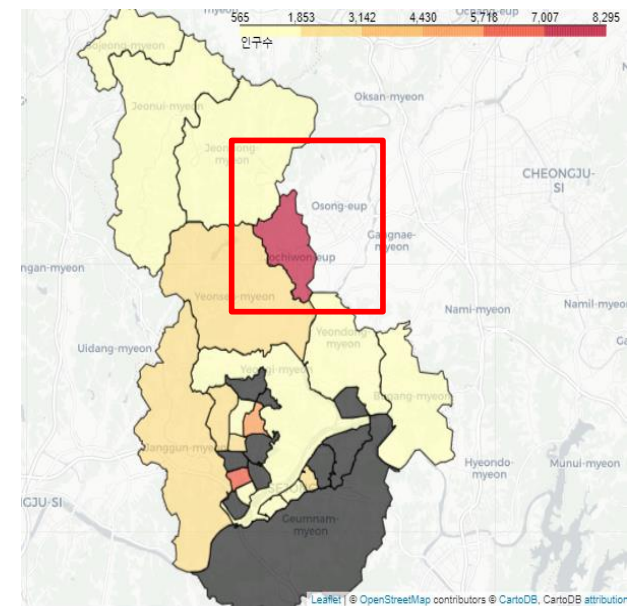 565 1,853 3,142 4,430 5,718 7,007 8,295
인구수
Sojeong-myeon
Oksan-myeon
Jeonui-myeon
Jeondong-
myeon
CHEONGJU-
SI
Osong-eup
Gangnae-
myeon
Jochiwon-eup
Yeonseo-myeon
Nami-myeon
Namil-myeon
Yeondong-
myeon
Uidang-myeon
Yeongi-myeon
Bugang-myeon
Janggun-myeon
Hyeondo-
myeon
Munui-myeon
GJU-SI
Geumnam-
myeon
Leaflet | © OpenStreetMap contributors © CartoDB, CartoDB attribution